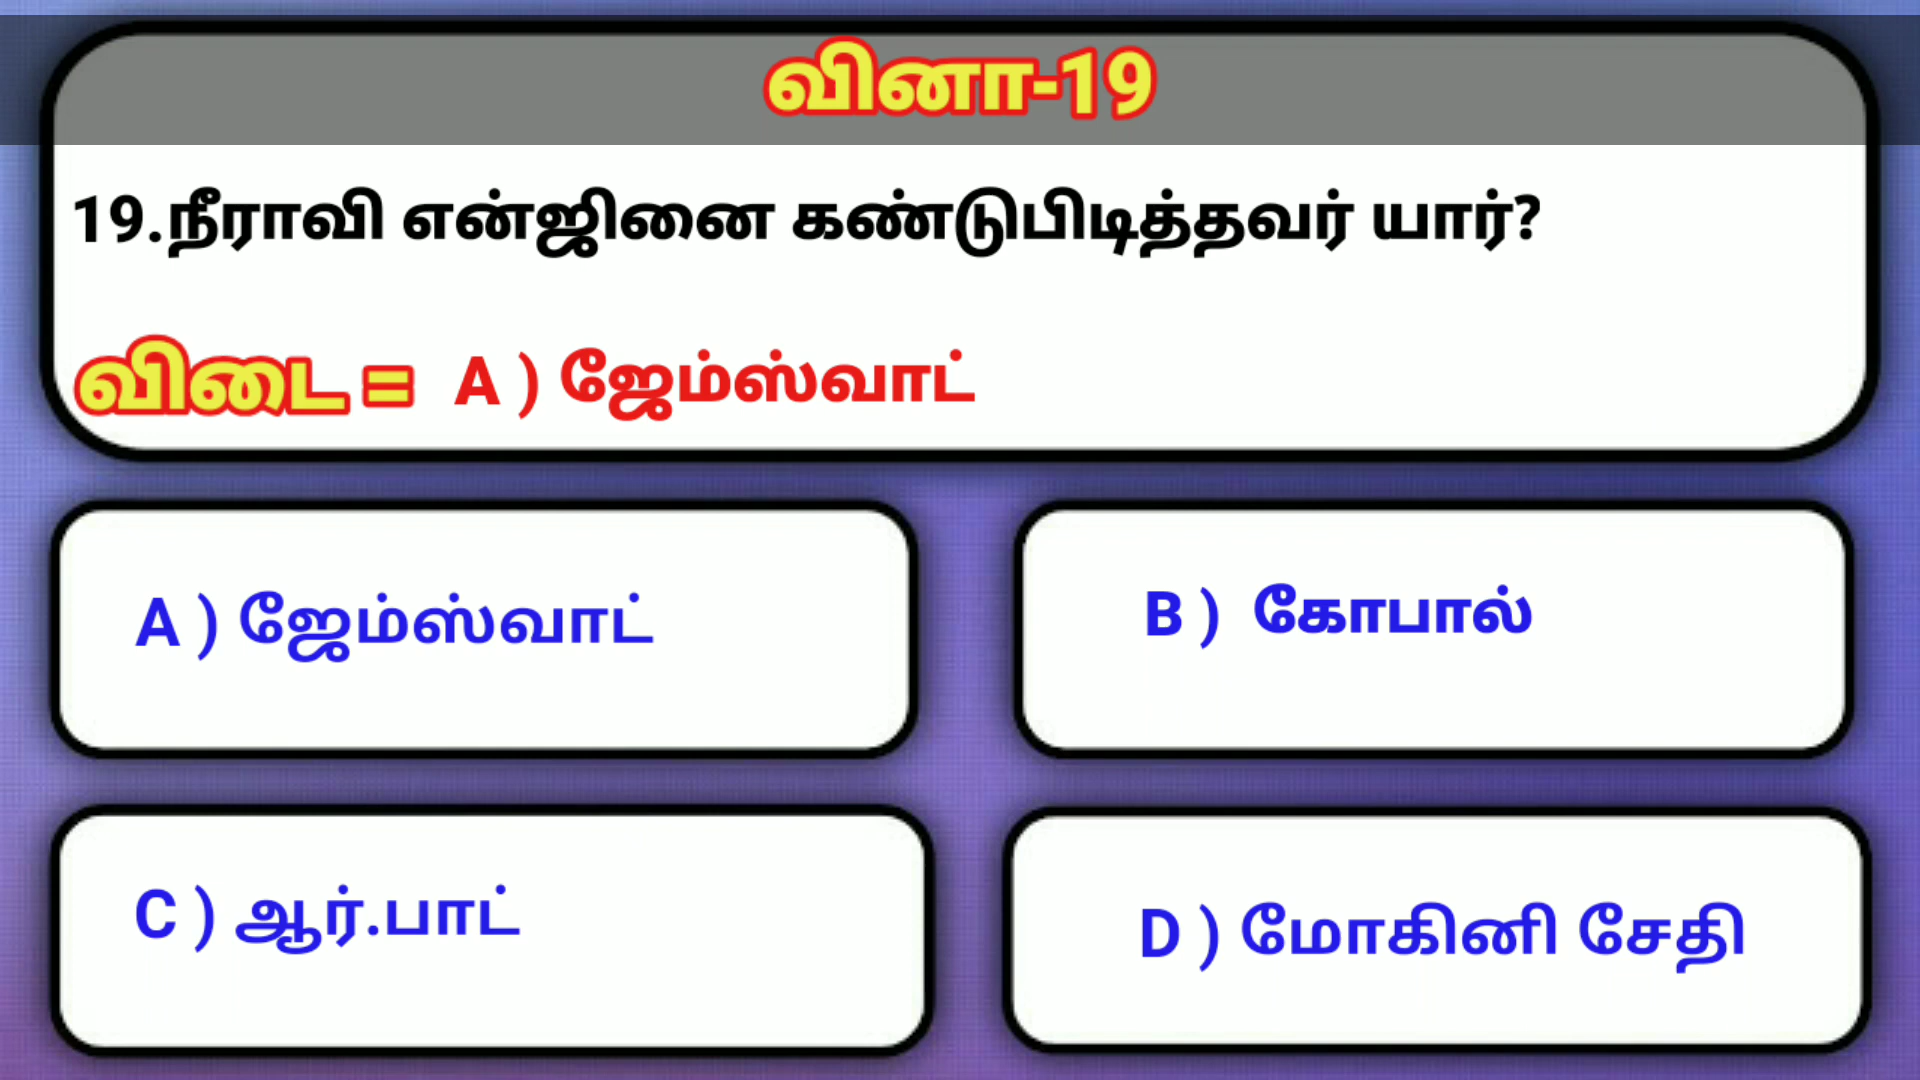 வினா-19
19.நீராவி என்ஜினை கண்டுபிடித்தவர் யார்?
விடை = A ) ஜேம்ஸ்வாட்
A ) ஜேம்ஸ்வாட்
B ) கோபால்
C ) ஆர்.பாட்
D ) மோகினி சேதி